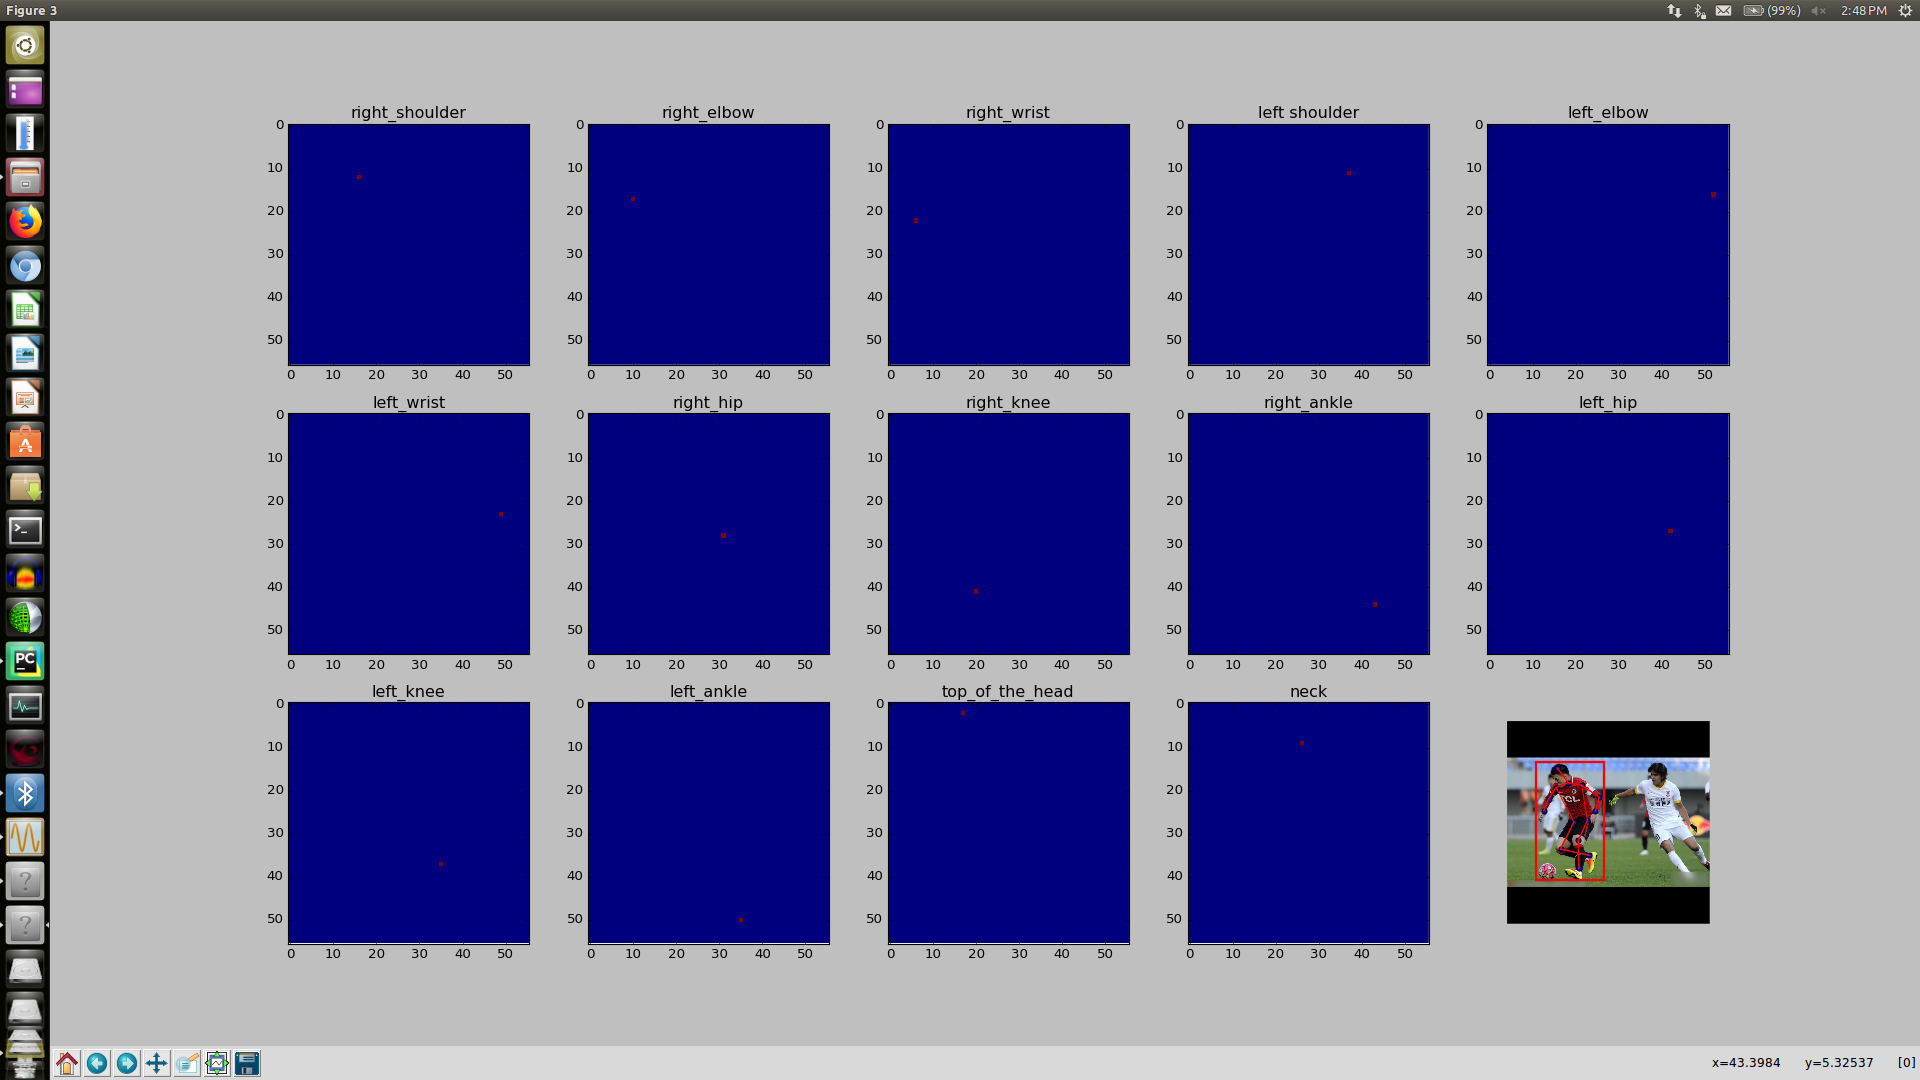 Figure 3 (99%) 2:48 PM
right_shoulder right_elbow right_wrist left shoulder left_elbow
0 0 0 0 0
10 10 10 10 10
20 20 20 20 20
30 30 30 30 30
40 40 40 40 40
50 50 50 50 50
0 10 20 30 40 50 0 10 20 30 40 50 0 10 20 30 40 50 0 10 20 30 40 50 0 10 20 30 40 50
left_wrist right_hip right_knee right_ankle left_hip
0 0 0 0 0
10 10 10 10 10
20 20 20 20 20
30 30 30 30 30
40 40 40 40 40
50 50 50 50 50
0 10 20 30 40 50 0 10 20 30 40 50 0 10 20 30 40 50 0 10 20 30 40 50 0 10 20 30 40 50
left_knee left_ankle top_of_the_head neck
0 0 0 0
10 10 10 10
20 20 20 20
30 30 30 30
40 40 40 40
50 50 50 50
0 10 20 30 40 50 0 10 20 30 40 50 0 10 20 30 40 50 0 10 20 30 40 50
PC
x=43.3984 y=5.32537 [0]